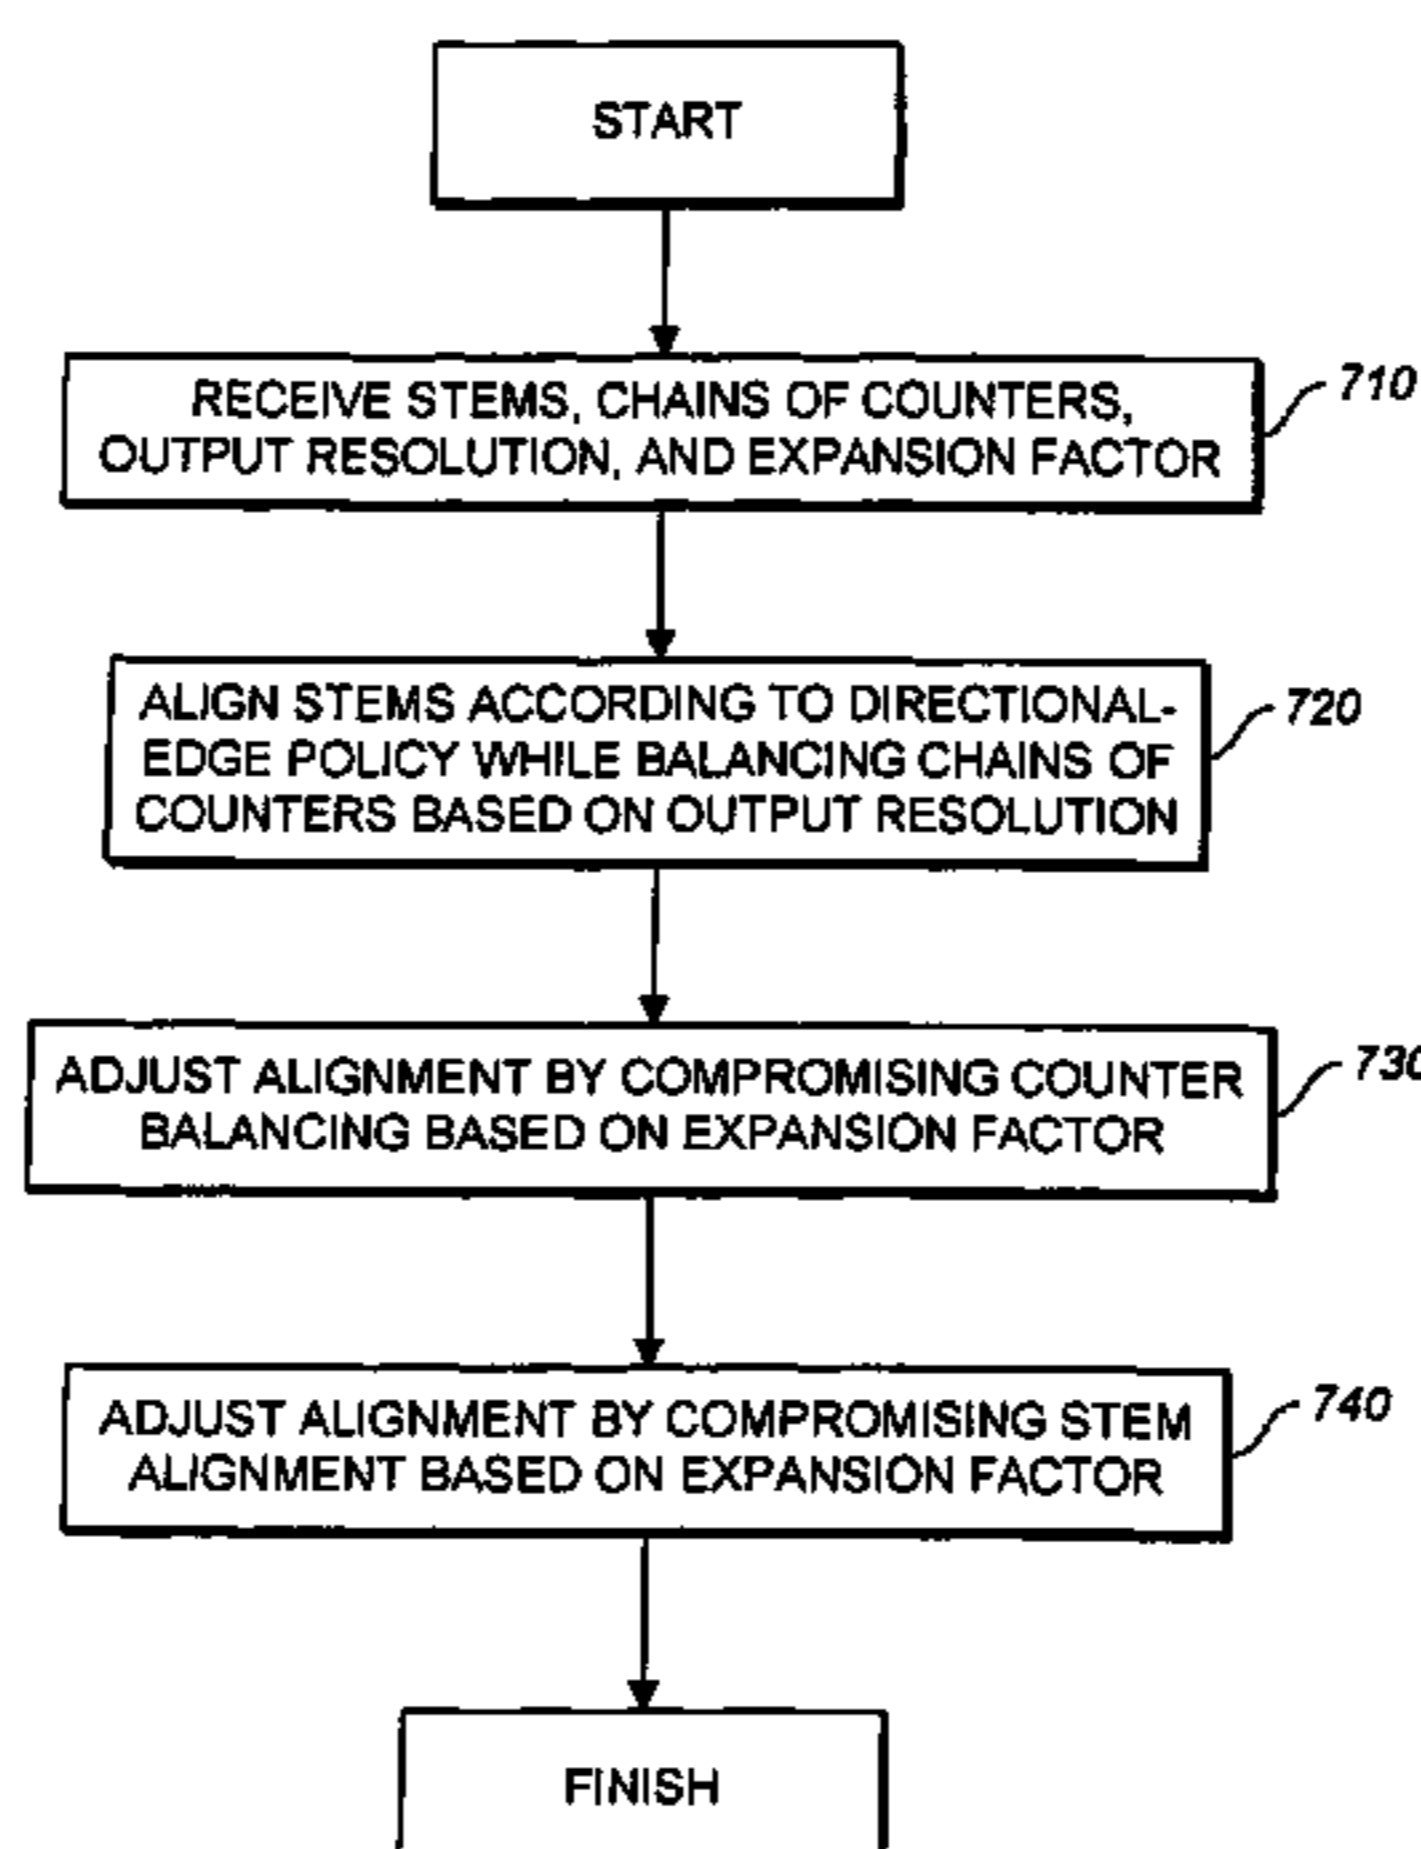 START
RECEIVE STEMS, CHAINS OF COUNTERS,
OUTPUT RESOLUTION, AND EXPANSION FACTOR
710
ALIGN STEMS ACCORDING TO DIRECTIONAL-
EDGE POLICY WHILE BALANCING CHAINS OF
COUNTERS BASED ON OUTPUT RESOLUTION
720
ADJUST ALIGNMENT BY COMPROMISING COUNTER
BALANCING BASED ON EXPANSION FACTOR
730
ADJUST ALIGNMENT BY COMPROMISING STEM
ALIGNMENT BASED ON EXPANSION FACTOR
740
FINISH